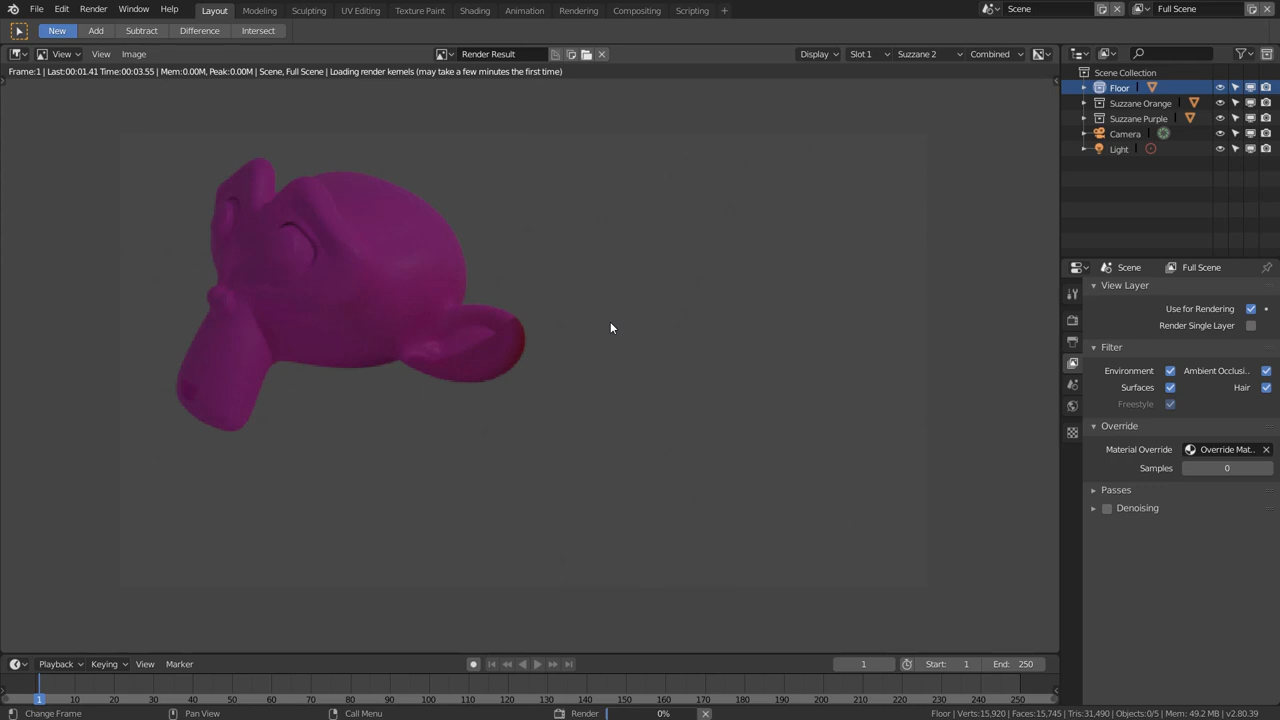 File Edit Render Window Help Layout Modeling Sculpting UV Editing Texture Paint Shading Animation Rendering Compositing Scripting + Scene Full Scene
New Add Subtract Difference Intersect
View View Image Render Result Display Slot 1 Suzzane 2 Combined
Frame:1 | Last:00:01.41 Time:00:03.55 | Mem:0.00M, Peak:0.00M | Scene, Full Scene | Loading render kernels (may take a few minutes the first time)
Scene Collection
Floor
Suzzane Orange
Suzzane Purple
Camera
Light
Scene Full Scene
View Layer
Use for Rendering
Render Single Layer
Filter
Environment Ambient Occlusi..
Surfaces Hair
Freestyle
Override
Material Override Override Mat..
Samples 0
Passes
Denoising
Playback Keying View Marker 1 Start: 1 End: 250
1 10 20 30 40 50 60 70 80 90 100 110 120 130 140 150 160 170 180 190 200 210 220 230 240 250
Change Frame Pan View Call Menu Render 0% Floor | Verts:15,920 | Faces:15,745 | Tris:31,490 | Objects:0/5 | Mem: 49.2 MB | v2.80.39